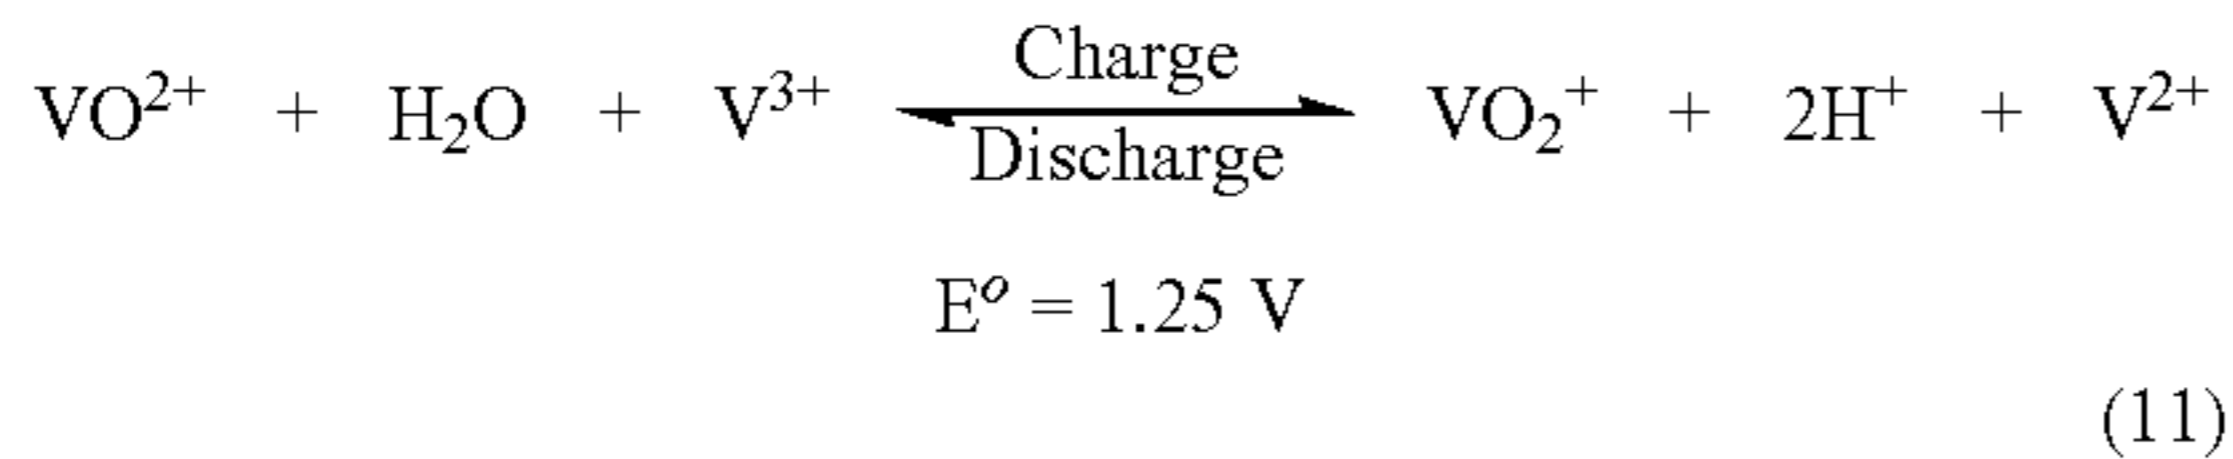 Charge
VO²⁺ + H₂O + V³⁺ ⇌ VO₂⁺ + 2H⁺ + V²⁺
Discharge
Eᵒ = 1.25 V
(11)